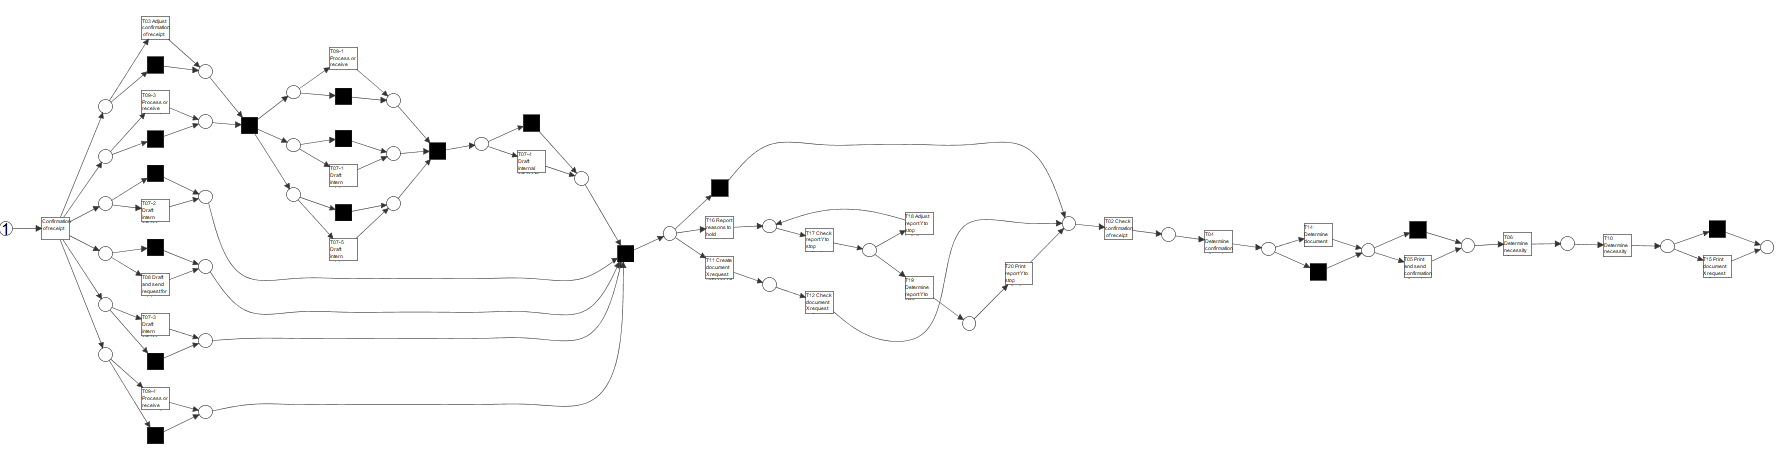 1
Confirmation
of receipt
T03 Adjust
confirmation
of receipt
T09-3
Process or
receive
T07-2
Draft
intern
T08 Draft
and send
request for
T07-3
Draft
intern
T09-4
Process or
receive
T09-1
Process or
receive
T07-1
Draft
intern
T07-5
Draft
intern
T07-4
Draft
internal
T16 Report
reasons to
hold
T11 Create
document
X request
T17 Check
report Y to
stop
T12 Check
document
X request
T18 Adjust
report Y to
stop
T19
Determine
report Y to
T20 Print
report Y to
stop
T02 Check
confirmation
of receipt
T04
Determine
confirmation
T14
Determine
document
T05 Print
and send
confirmation
T06
Determine
necessity
T10
Determine
necessity
T15 Print
document
X request